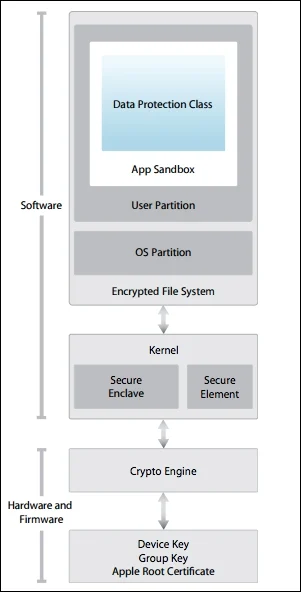 Data Protection Class
App Sandbox
Software
User Partition
OS Partition
Encrypted File System
Kernel
Secure
Enclave
Secure
Element
Crypto Engine
Hardware and
Firmware
Device Key
Group Key
Apple Root Certificate